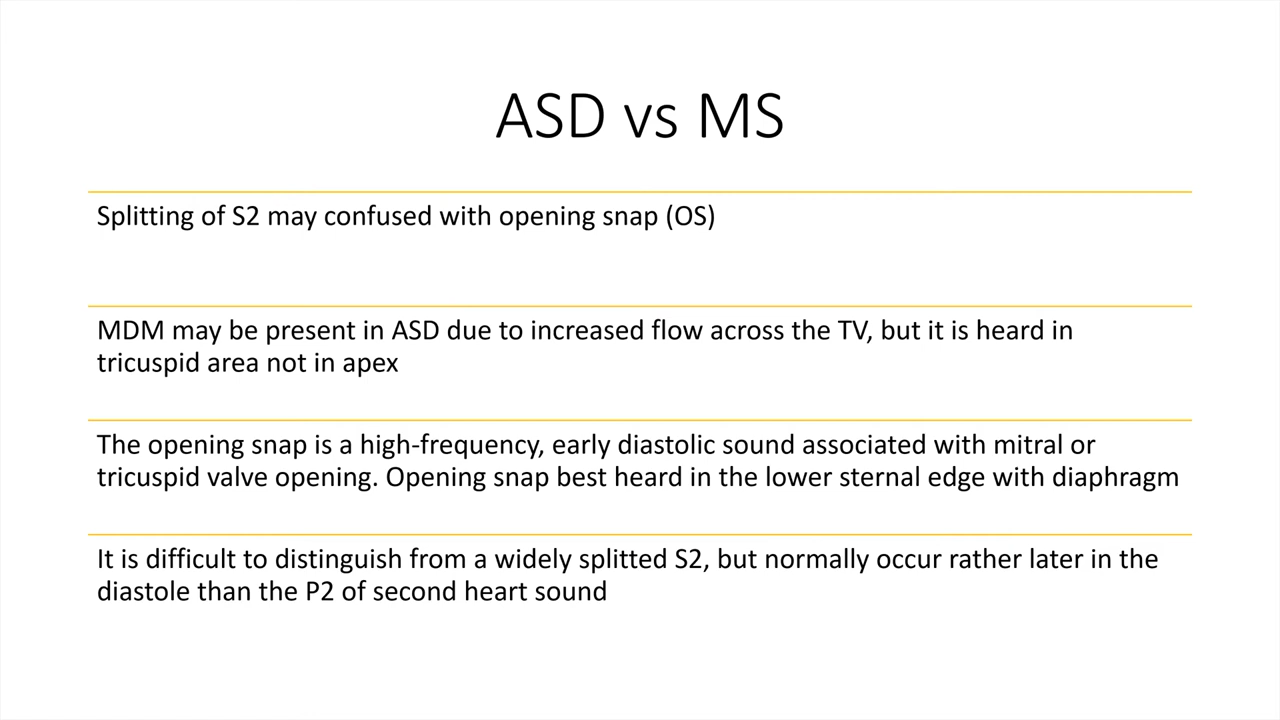 ASD vs MS
Splitting of S2 may confused with opening snap (OS)
MDM may be present in ASD due to increased flow across the TV, but it is heard in
tricuspid area not in apex
The opening snap is a high-frequency, early diastolic sound associated with mitral or
tricuspid valve opening. Opening snap best heard in the lower sternal edge with diaphragm
It is difficult to distinguish from a widely splitted S2, but normally occur rather later in the
diastole than the P2 of second heart sound